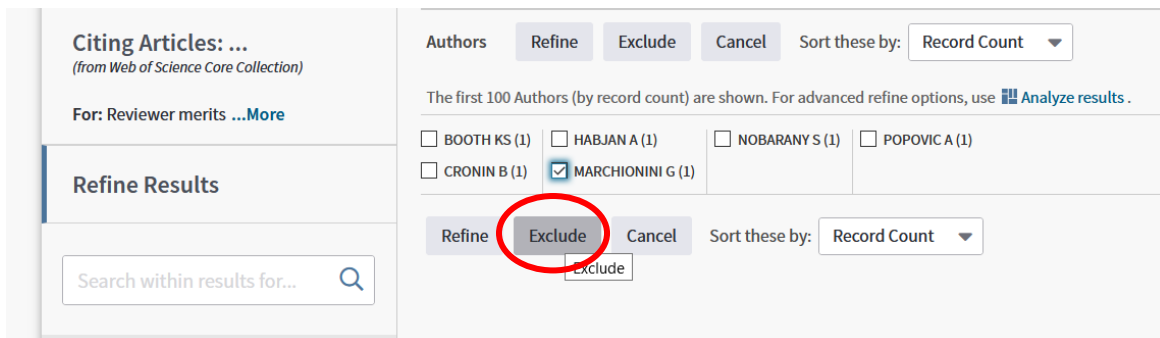 Citing Articles: ...
(from Web of Science Core Collection)
For: Reviewer merits ...More
Refine Results
Search within results for...
Authors Refine Exclude Cancel Sort these by: Record Count
The first 100 Authors (by record count) are shown. For advanced refine options, use Analyze results .
BOOTH KS (1) HABJAN A (1) NOBARANY S (1) POPOVIC A (1)
CRONIN B (1) MARCHIONINI G (1)
Refine Exclude Cancel Sort these by: Record Count
Exclude